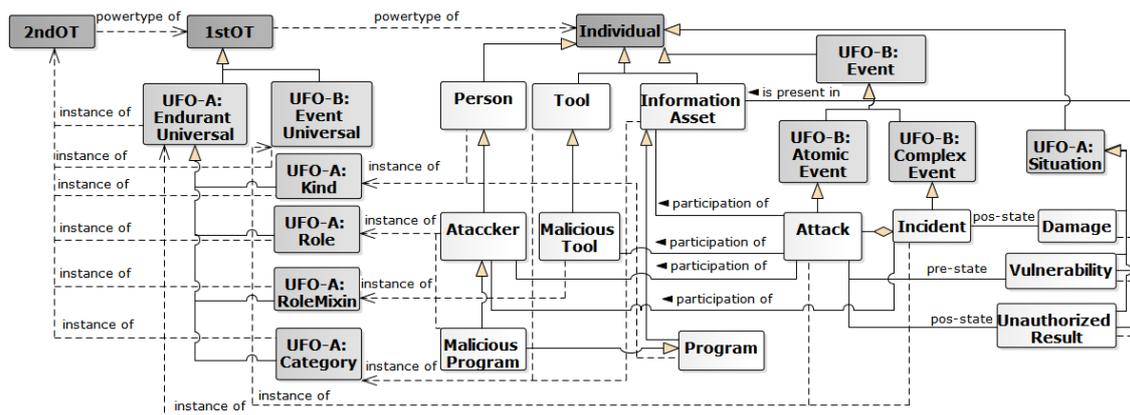 2ndOT
powertype of
1stOT
powertype of
Individual
UFO-B:
Event
UFO-A:
Endurant
Universal
UFO-B:
Event
Universal
Person
Tool
Information
Asset
◄ is present in
instance of
UFO-B:
Atomic
Event
UFO-B:
Complex
Event
UFO-A:
Situation
instance of
UFO-A:
Kind
instance of
instance of
◄ participation of
UFO-A:
Role
instance of
Ataccker
Malicious
Tool
Attack
Incident
pos-state
Damage
instance of
◄ participation of
◄ participation of
pre-state
Vulnerability
instance of
UFO-A:
RoleMixin
instance of
◄ participation of
pos-state
Unauthorized
Result
instance of
UFO-A:
Category
Malicious
Program
Program
instance of
instance of
instance of